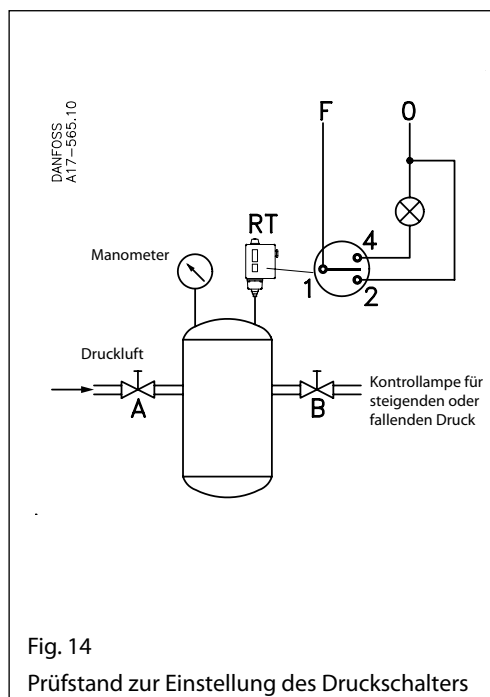 DANFOSS
A17-565.10
F
0
RT
4
Manometer
1
2
Druckluft
A
B
Kontrollampe für
steigenden oder
fallenden Druck
Fig. 14
Prüfstand zur Einstellung des Druckschalters